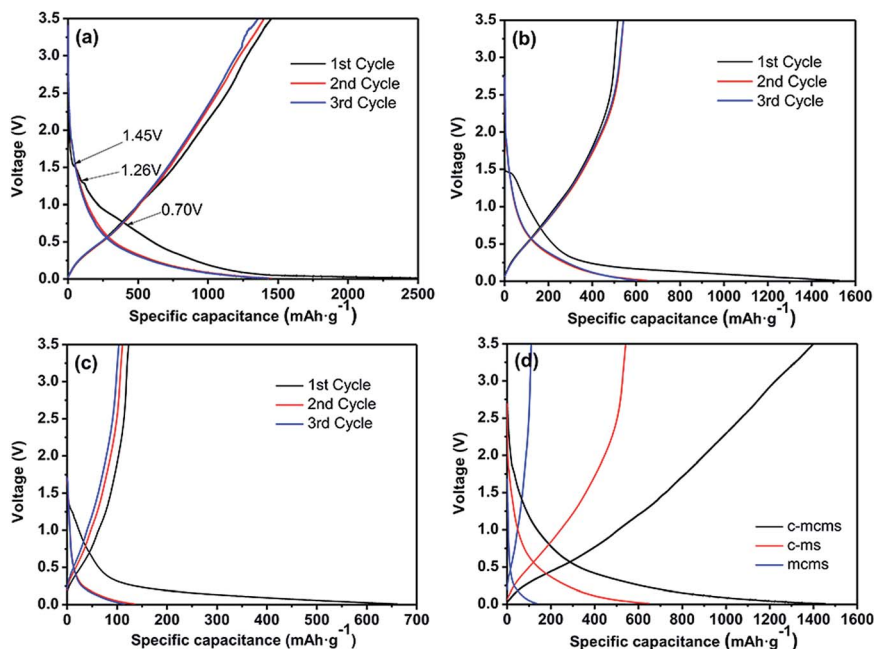 (a)
1st Cycle
2nd Cycle
3rd Cycle
1.45V
1.26V
0.70V
Voltage (V)
3.5
3.0
2.5
2.0
1.5
1.0
0.5
0.0
0 500 1000 1500 2000 2500
Specific capacitance (mAh·g⁻¹)
(b)
1st Cycle
2nd Cycle
3rd Cycle
Voltage (V)
3.5
3.0
2.5
2.0
1.5
1.0
0.5
0.0
0 200 400 600 800 1000 1200 1400 1600
Specific capacitance (mAh·g⁻¹)
(c)
1st Cycle
2nd Cycle
3rd Cycle
Voltage (V)
3.5
3.0
2.5
2.0
1.5
1.0
0.5
0.0
0 100 200 300 400 500 600 700
Specific capacitance (mAh·g⁻¹)
(d)
c-mcms
c-ms
mcms
Voltage (V)
3.5
3.0
2.5
2.0
1.5
1.0
0.5
0.0
0 200 400 600 800 1000 1200 1400 1600
Specific capacitance (mAh·g⁻¹)